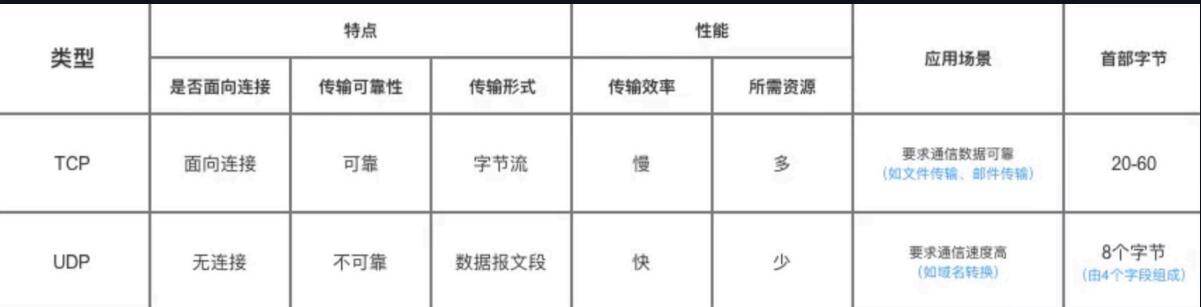 类型
特点
性能
应用场景
首部字节
是否面向连接
传输可靠性
传输形式
传输效率
所需资源
TCP
面向连接
可靠
字节流
慢
多
要求通信数据可靠
（如文件传输、邮件传输）
20-60
UDP
无连接
不可靠
数据报文段
快
少
要求通信速度高
（如域名转换）
8个字节
（由4个字段组成）